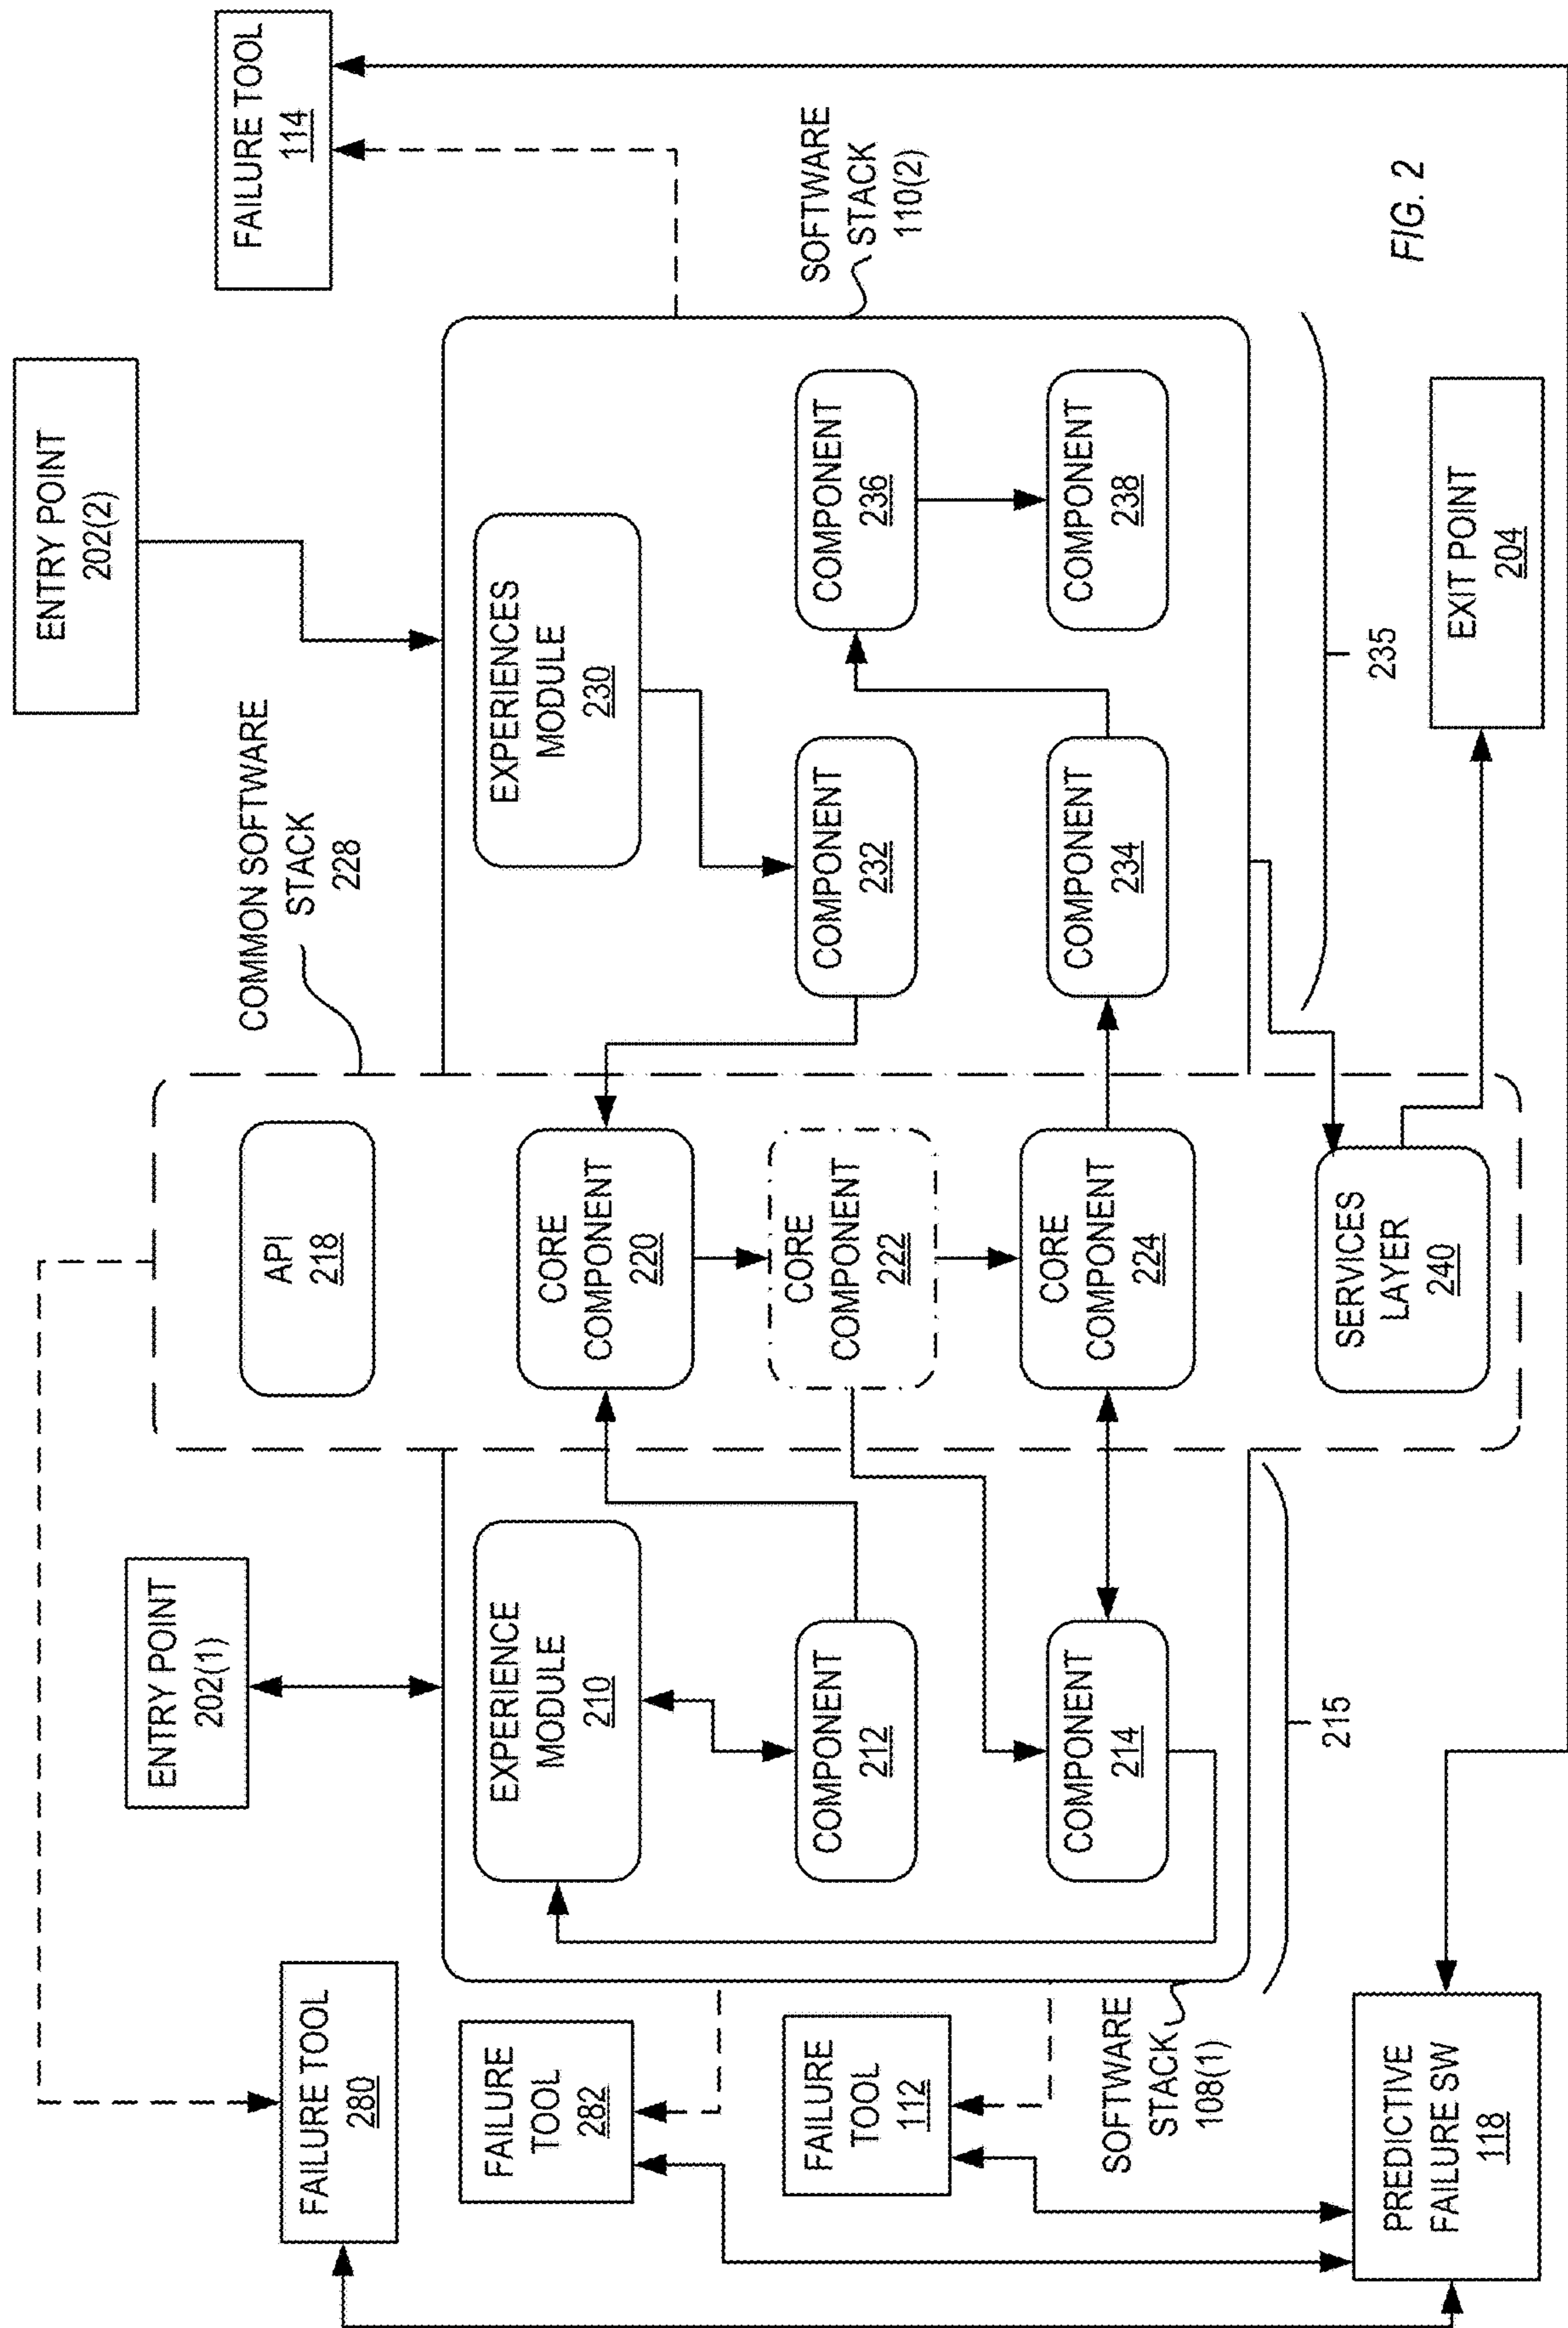 FAILURE TOOL
280
ENTRY POINT
202(1)
COMMON SOFTWARE
STACK
228
ENTRY POINT
202(2)
FAILURE TOOL
114
API
218
FAILURE
TOOL
282
EXPERIENCE
MODULE
210
CORE
COMPONENT
220
EXPERIENCES
MODULE
230
FAILURE
TOOL
112
COMPONENT
212
CORE
COMPONENT
222
COMPONENT
232
COMPONENT
236
SOFTWARE
STACK
110(2)
SOFTWARE
STACK
108(1)
COMPONENT
214
CORE
COMPONENT
224
COMPONENT
234
COMPONENT
238
PREDICTIVE
FAILURE SW
118
215
SERVICES
LAYER
240
235
EXIT POINT
204
FIG. 2